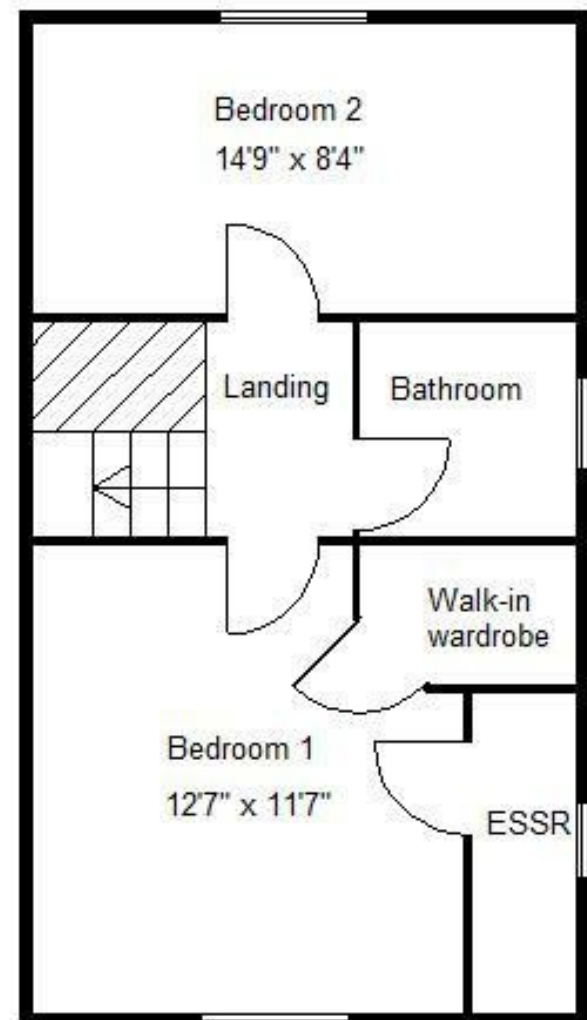 Bedroom 2
14'9" x 8'4"
Landing
Bathroom
Walk-in
wardrobe
Bedroom 1
12'7" x 11'7"
ESSR